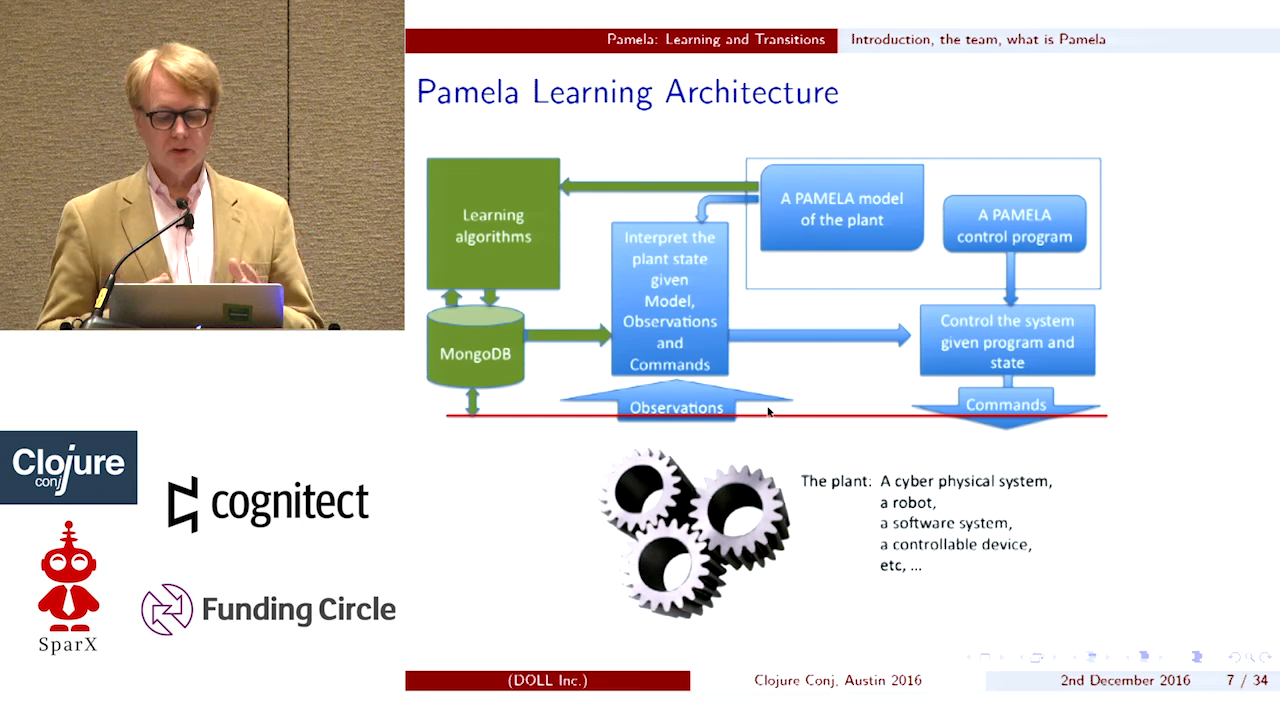 Pamela: Learning and Transitions
Introduction, the team, what is Pamela
Pamela Learning Architecture
Learning
algorithms
A PAMELA model
of the plant
A PAMELA
control program
Interpret the
plant state
given
Model,
Observations
and
Commands
MongoDB
Control the system
given program and
state
Observations
Commands
The plant: A cyber physical system,
a robot,
a software system,
a controllable device,
etc, ...
Clojure
conj
cognitect
SparX
Funding Circle
(DOLL Inc.)
Clojure Conj, Austin 2016
2nd December 2016
7 / 34